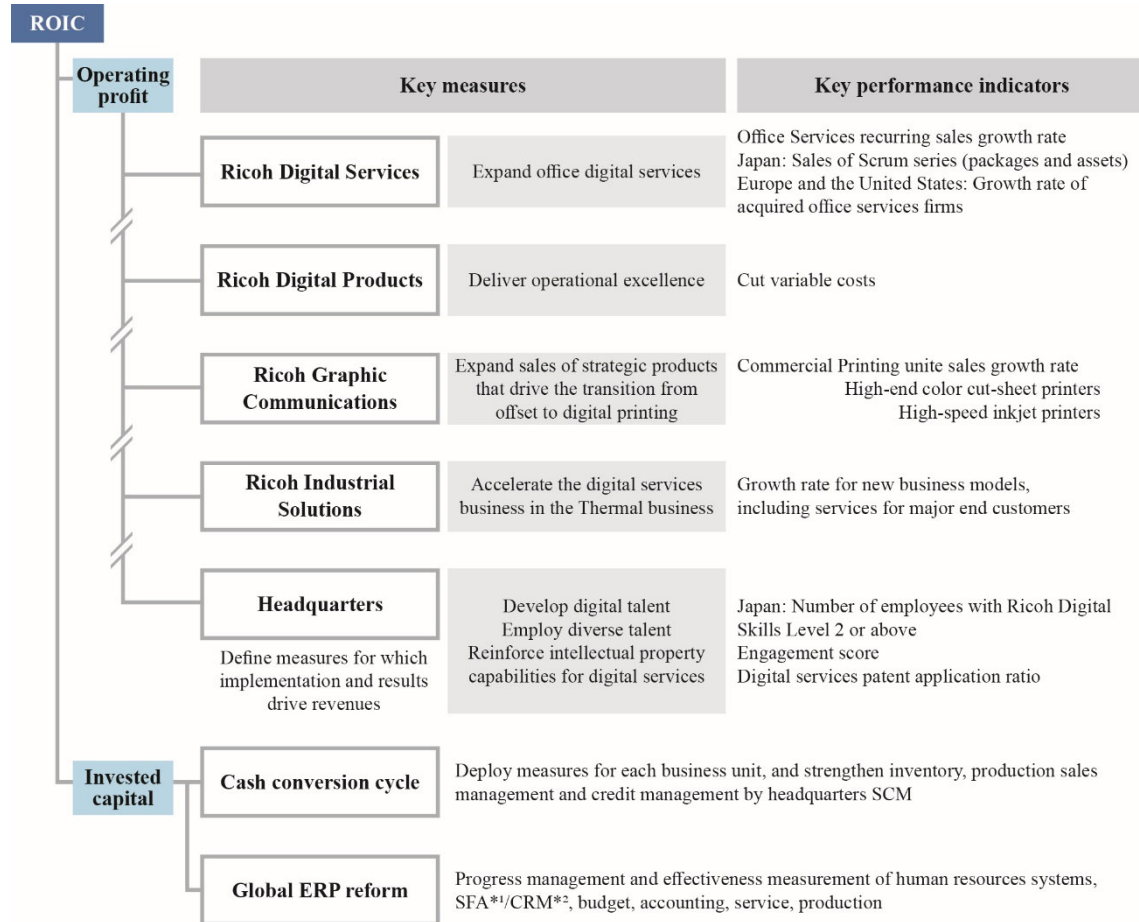 ROIC
Operating
profit
Key measures
Key performance indicators
Ricoh Digital Services
Expand office digital services
Office Services recurring sales growth rate
Japan: Sales of Scrum series (packages and assets)
Europe and the United States: Growth rate of
acquired office services firms
Ricoh Digital Products
Deliver operational excellence
Cut variable costs
Ricoh Graphic
Communications
Expand sales of strategic products
that drive the transition from
offset to digital printing
Commercial Printing unite sales growth rate
High-end color cut-sheet printers
High-speed inkjet printers
Ricoh Industrial
Solutions
Accelerate the digital services
business in the Thermal business
Growth rate for new business models,
including services for major end customers
Headquarters
Define measures for which
implementation and results
drive revenues
Develop digital talent
Employ diverse talent
Reinforce intellectual property
capabilities for digital services
Japan: Number of employees with Ricoh Digital
Skills Level 2 or above
Engagement score
Digital services patent application ratio
Invested
capital
Cash conversion cycle
Deploy measures for each business unit, and strengthen inventory, production sales
management and credit management by headquarters SCM
Global ERP reform
Progress management and effectiveness measurement of human resources systems,
SFA*¹/CRM*², budget, accounting, service, production